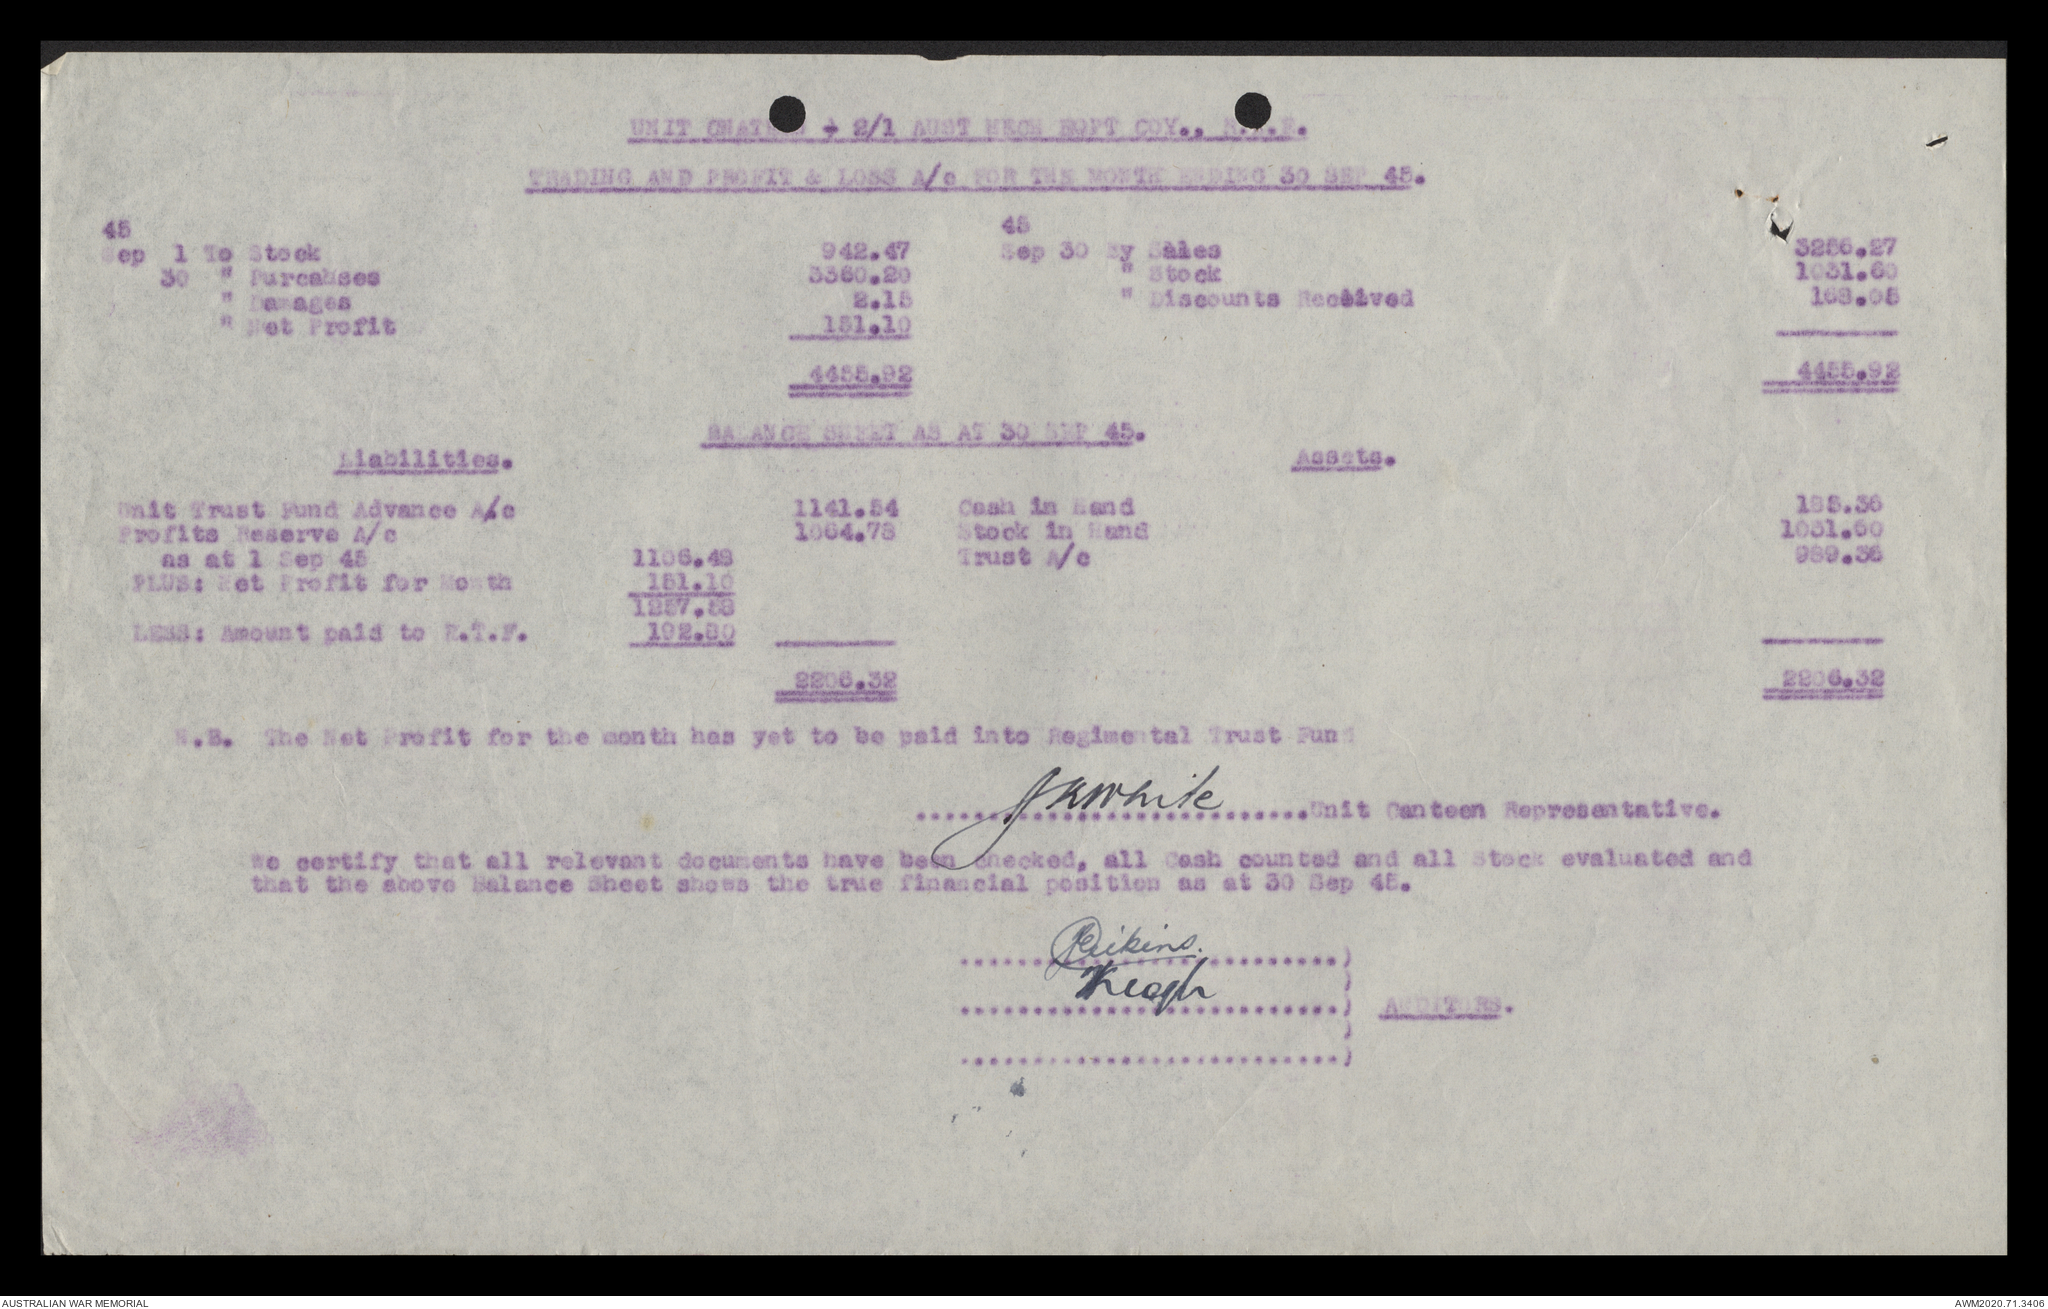 UNIT - 2/1 AUST MECH EQPT COY.,
TRADING AND PROFIT & LOSS A/c FOR THE MONTH ENDING 30 SEP 45.
45 45
Sep 1 To Stock 942.47 Sep 30 By Sales 3256.27
30 " Purcahses 3360.20 " Stock 1031.60
" Damages 2.15 " Discounts Received 168.05
" Net Profit 151.10
4455.92 4455.92
BALANCE SHEET AS AT 30 SEP 45.
Liabilities. Assets.
Unit Trust Fund Advance A/c 1141.54 Cash in Hand 185.36
Profits Reserve A/c 1064.78 Stock in Hand 1031.60
as at 1 Sep 45 1106.48 Trust A/c 989.36
PLUS: Net Profit for Month 151.10
1257.58
LESS: Amount paid to R.T.F. 192.80
2206.32 2206.32
N.B. The Net Profit for the month has yet to be paid into Regimental Trust Fund
JKWhite Unit Canteen Representative.
We certify that all relevant documents have been checked, all Cash counted and all Stock evaluated and
that the above Balance Sheet shows the true financial position as at 30 Sep 45.
Keogh
AUDITORS.
AUSTRALIAN WAR MEMORIAL AWM2020.71.3406